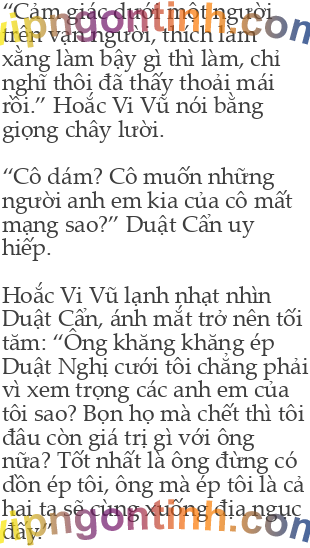 “Cảm giác dưới một người
trên vạn người, thích làm
xằng làm bậy gì thì làm, chỉ
nghĩ thôi đã thấy thoải mái
rồi.” Hoắc Vi Vũ nói bằng
giọng chây lười.
“Cô dám? Cô muốn những
người anh em kia của cô mất
mạng sao?” Duật Cẩn uy
hiếp.
Hoắc Vi Vũ lạnh nhạt nhìn
Duật Cẩn, ánh mắt trở nên tối
tăm: “Ông khăng khăng ép
Duật Nghị cưới tôi chẳng phải
vì xem trọng các anh em của
tôi sao? Bọn họ mà chết thì tôi
đâu còn giá trị gì với ông
nữa? Tốt nhất là ông đừng có
dồn ép tôi, ông mà ép tôi là cả
hai ta sẽ cùng xuống địa ngục
đấy.”
vipngontinh.com
vipngontinh.com